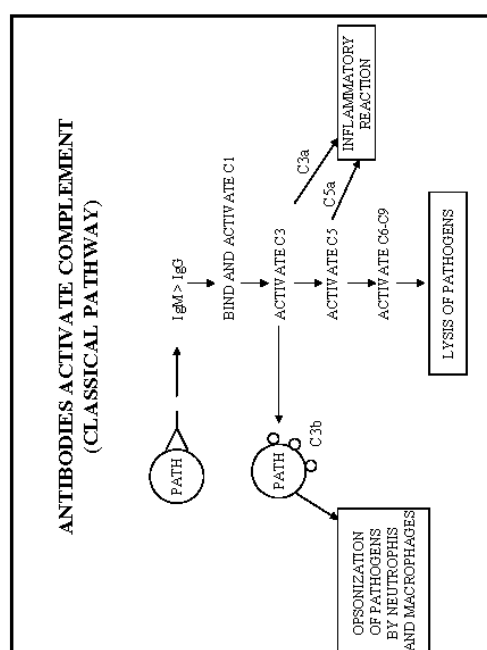 ANTIBODIES ACTIVATE COMPLEMENT
(CLASSICAL PATHWAY)
PATH
IgM > IgG
BIND AND ACTIVATE C1
ACTIVATE C3
C3a
INFLAMMATORY
REACTION
C5a
ACTIVATE C5
ACTIVATE C6-C9
LYSIS OF PATHOGENS
PATH
C3b
OPSONIZATION
OF PATHOGENS
BY NEUTROPHIS
AND MACROPHAGES